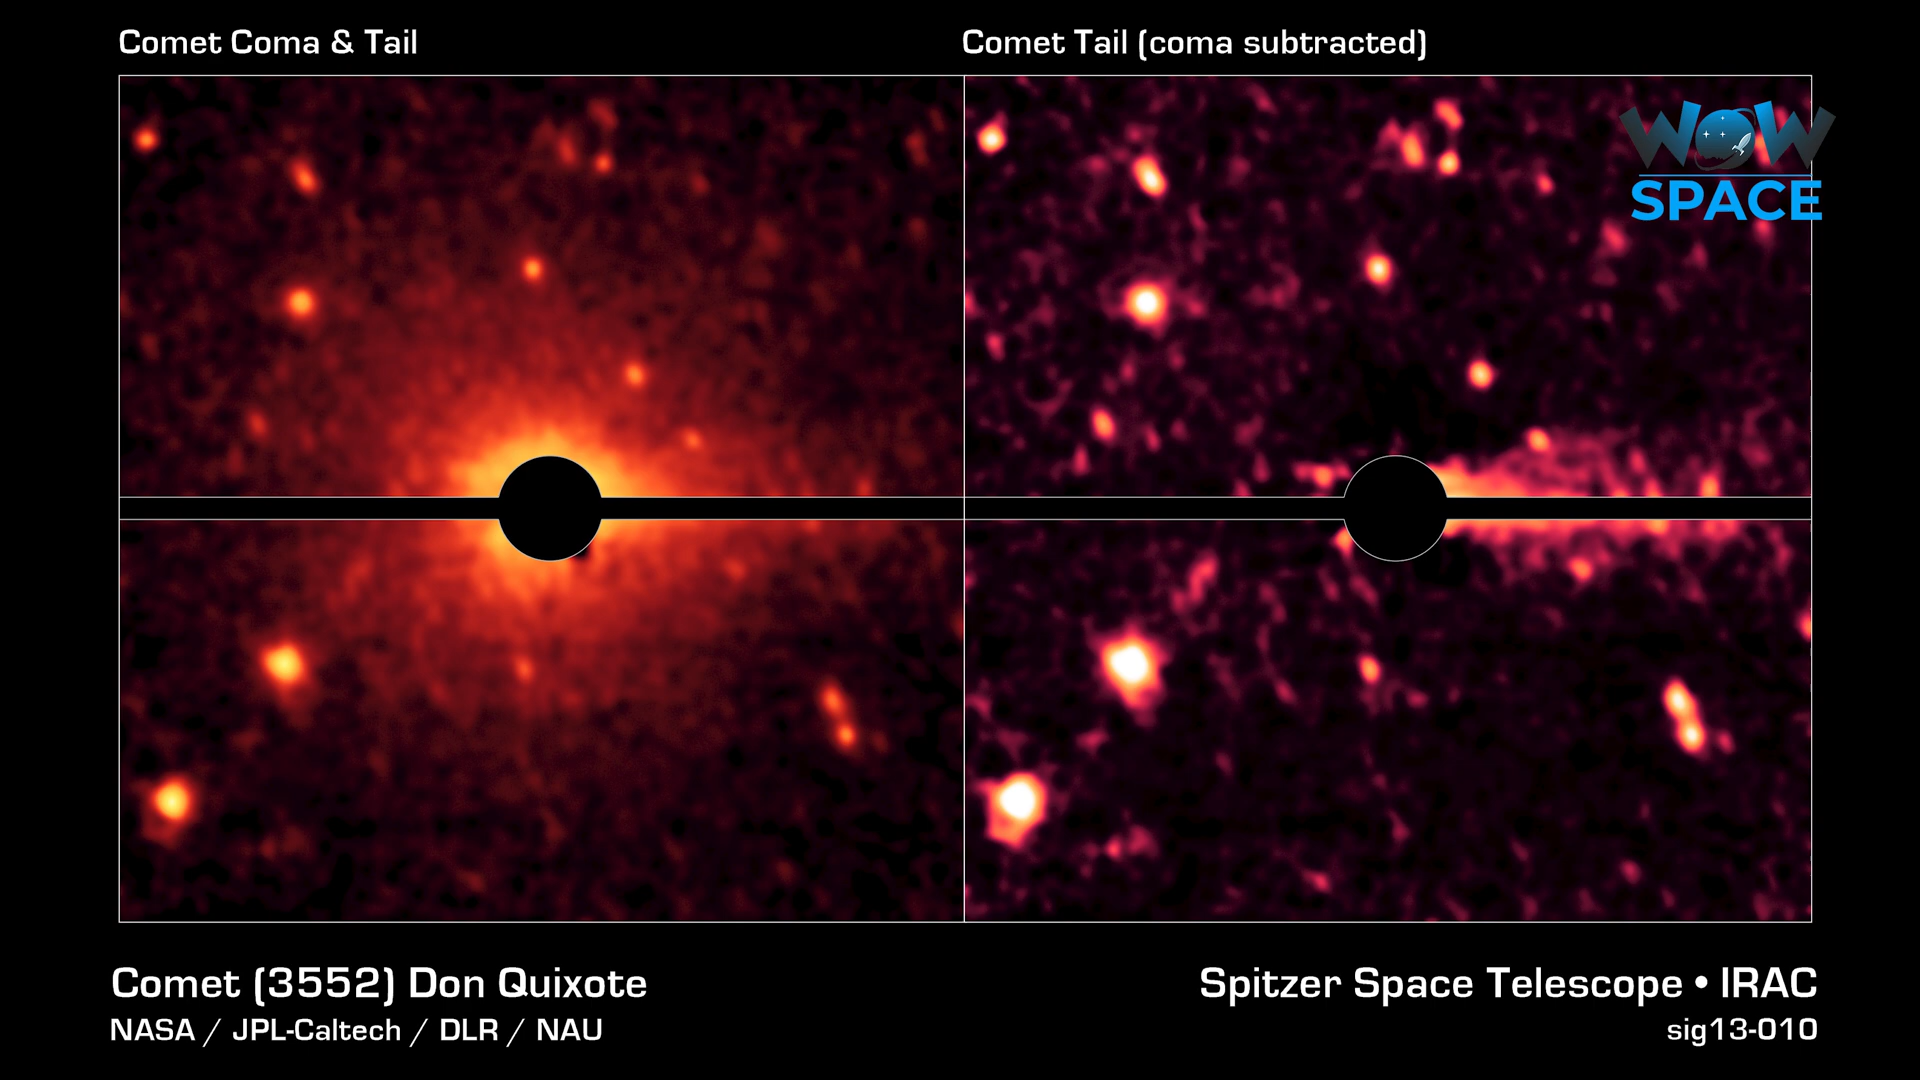 Comet Coma & Tail
Comet Tail (coma subtracted)
WOW
SPACE
Comet (3552) Don Quixote
NASA / JPL-Caltech / DLR / NAU
Spitzer Space Telescope • IRAC
sig13-010